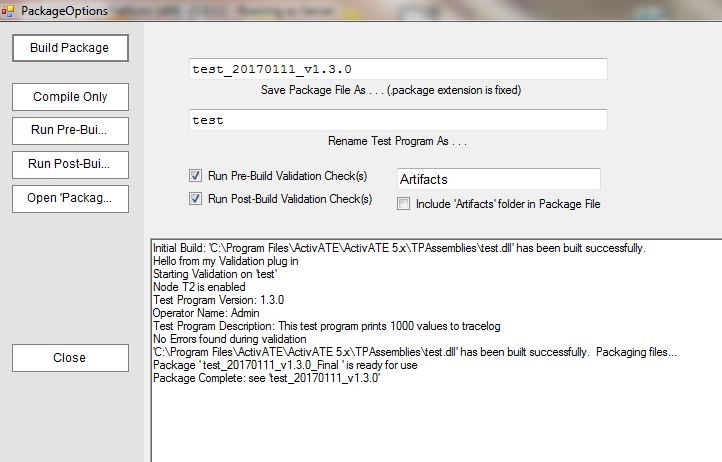 PackageOptions
Build Package
Compile Only
Run Pre-Bui...
Run Post-Bui...
Open 'Packag...
Close
test_20170111_v1.3.0
Save Package File As . . . (.package extension is fixed)
test
Rename Test Program As . . .
Run Pre-Build Validation Check(s)
Run Post-Build Validation Check(s)
Artifacts
Include 'Artifacts' folder in Package File
Initial Build: 'C:\Program Files\ActivATE\ActivATE 5.x\TPAssemblies\test.dll' has been built successfully.
Hello from my Validation plug in
Starting Validation on 'test'
Node T2 is enabled
Test Program Version: 1.3.0
Operator Name: Admin
Test Program Description: This test program prints 1000 values to tracelog
No Errors found during validation
'C:\Program Files\ActivATE\ActivATE 5.x\TPAssemblies\test.dll' has been built successfully.  Packaging files...
Package ' test_20170111_v1.3.0_Final ' is ready for use
Package Complete: see 'test_20170111_v1.3.0'